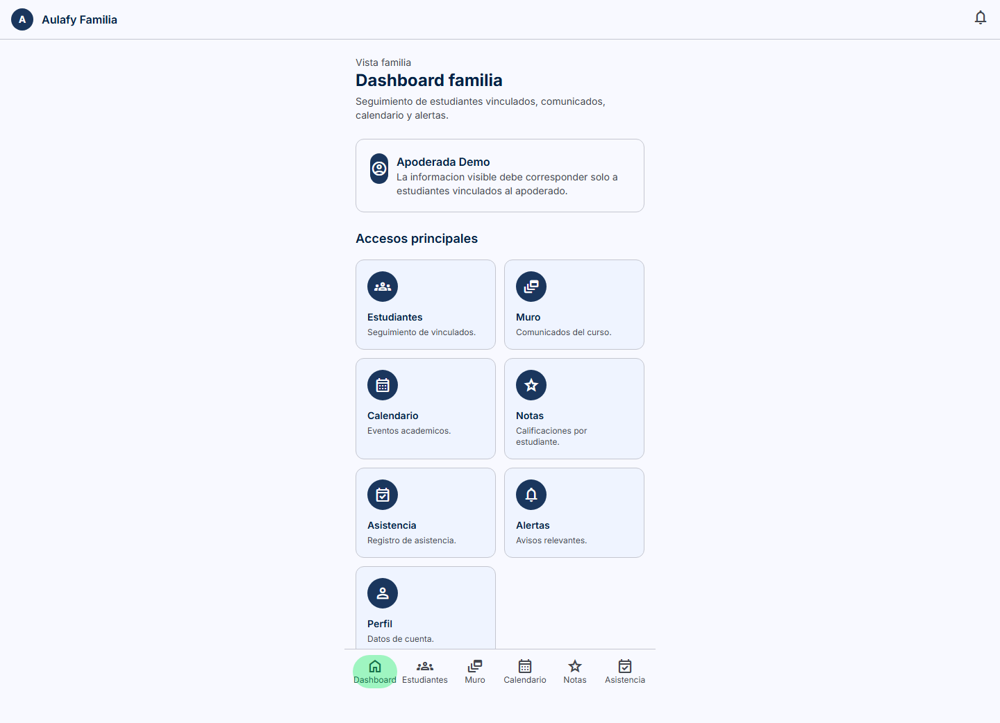 A
Aulafy Familia
Vista familia
Dashboard familia
Seguimiento de estudiantes vinculados, comunicados,
calendario y alertas.
Apoderada Demo
La informacion visible debe corresponder solo a
estudiantes vinculados al apoderado.
Accesos principales
Estudiantes
Seguimiento de vinculados.
Muro
Comunicados del curso.
Calendario
Eventos academicos.
Notas
Calificaciones por
estudiante.
Asistencia
Registro de asistencia.
Alertas
Avisos relevantes.
Perfil
Datos de cuenta.
Dashboard
Estudiantes
Muro
Calendario
Notas
Asistencia